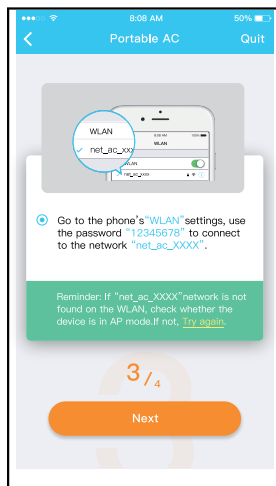 8:08 AM 50%
Portable AC Quit
WLAN
net_ac_xxx
WLAN
WLAN
net_ac_xxx
Go to the phone's“WLAN”settings, use
the password “12345678” to connect
to the network “net_ac_XXXX”.
Reminder: If “net_ac_XXXX”network is not
found on the WLAN, check whether the
device is in AP mode.If not, Try again.
3/4
Next